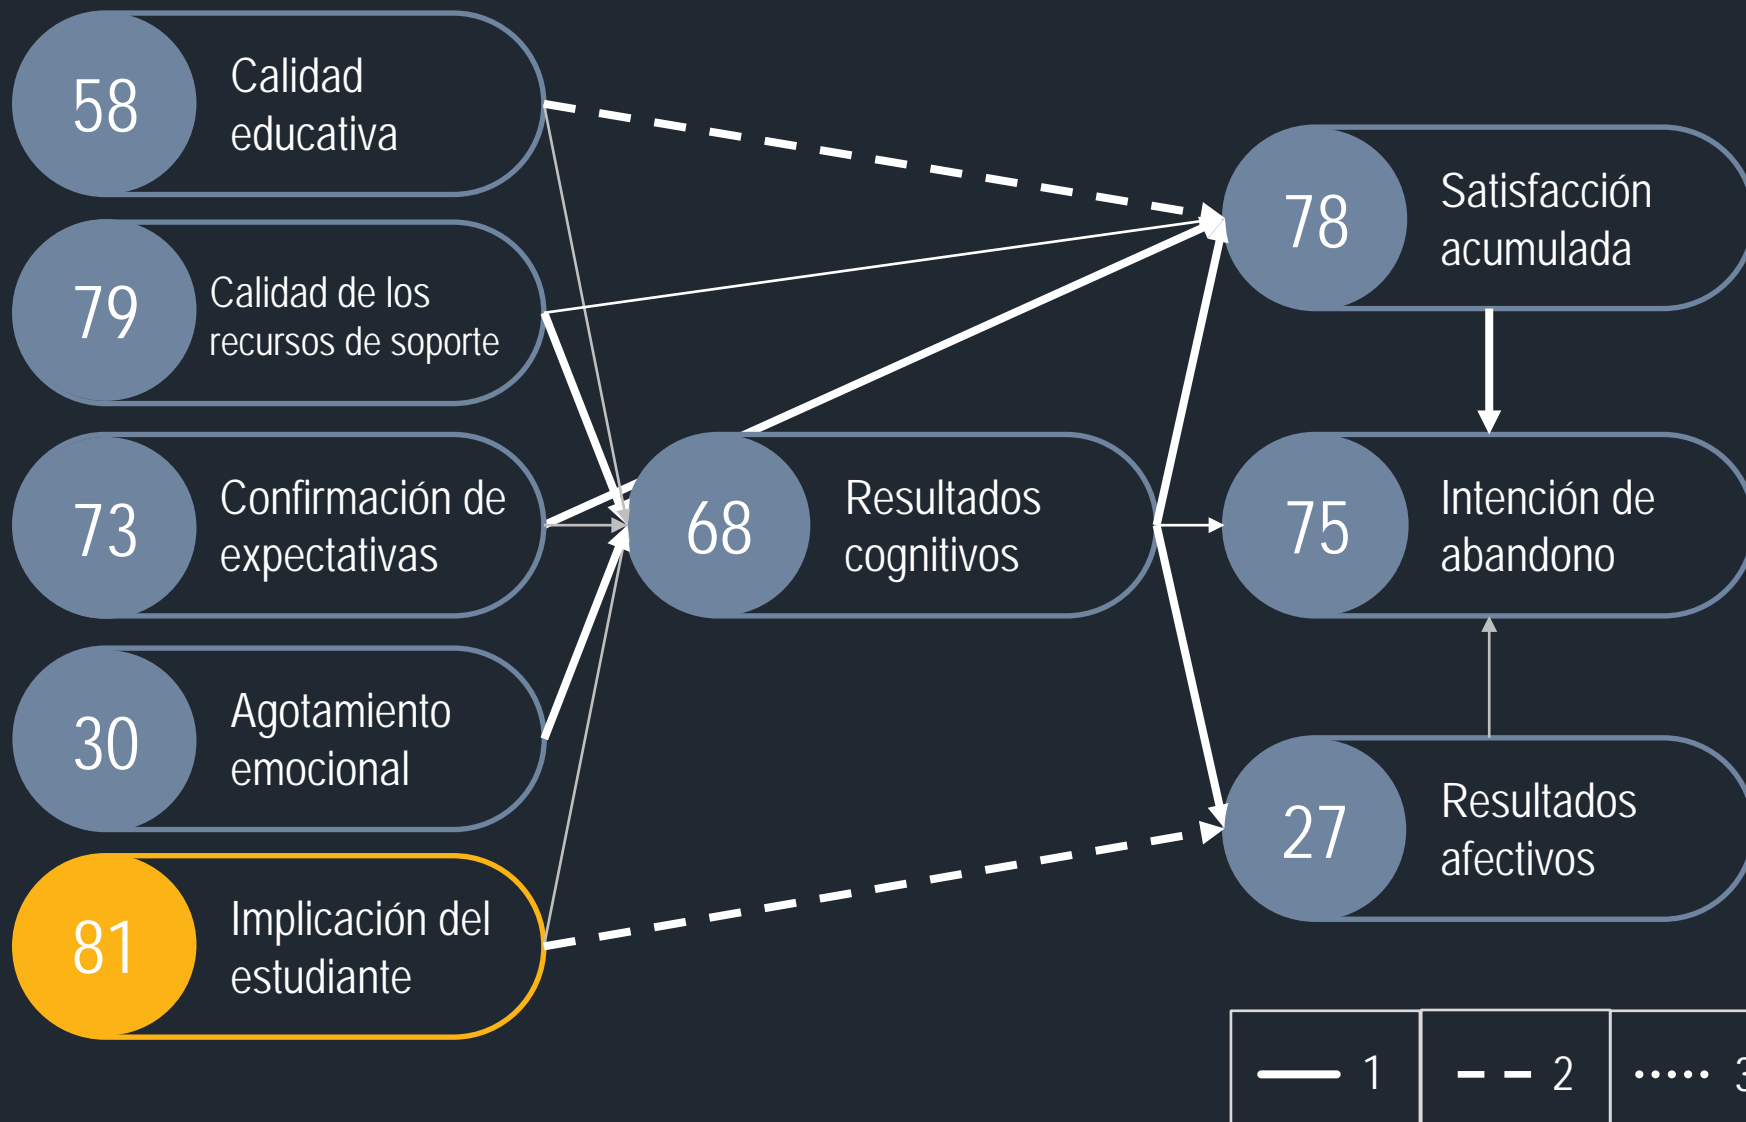 58
Calidad
educativa
79
Calidad de los
recursos de soporte
73
Confirmación de
expectativas
30
Agotamiento
emocional
81
Implicación del
estudiante
68
Resultados
cognitivos
78
Satisfacción
acumulada
75
Intención de
abandono
27
Resultados
afectivos
1
2
3